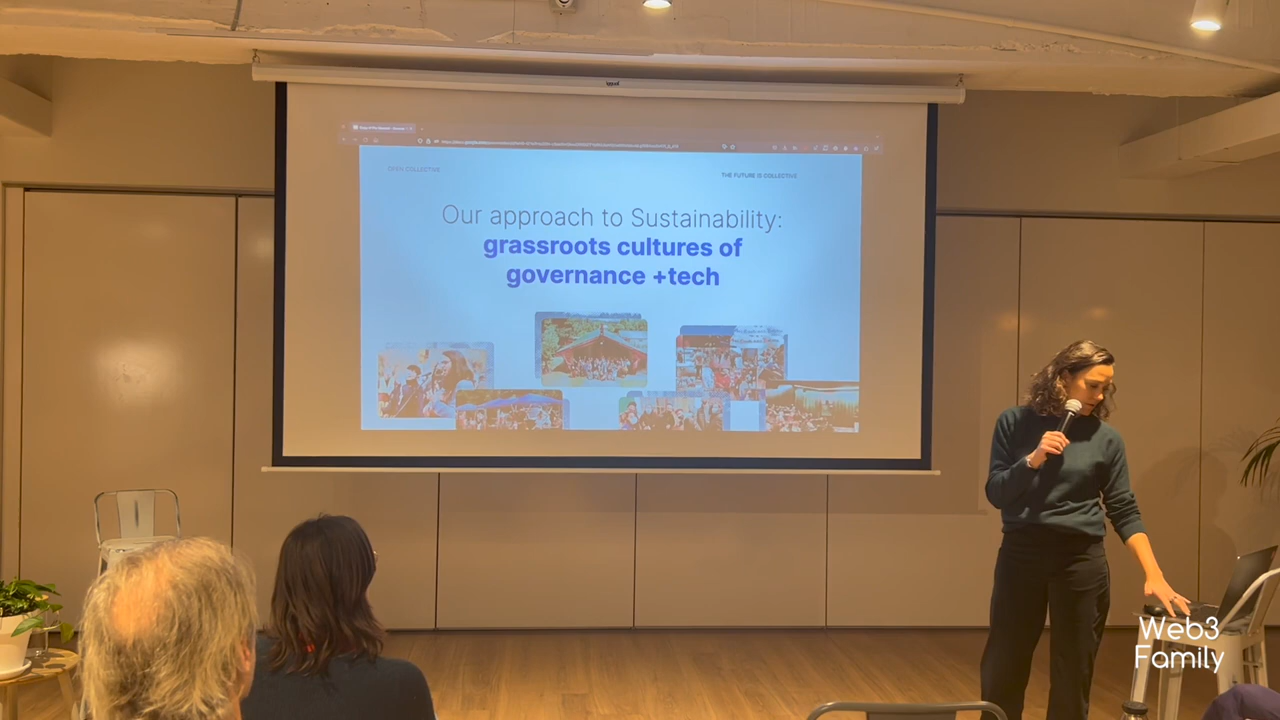 OPEN COLLECTIVE
THE FUTURE IS COLLECTIVE
Our approach to Sustainability:
grassroots cultures of
governance +tech
Web3
Family